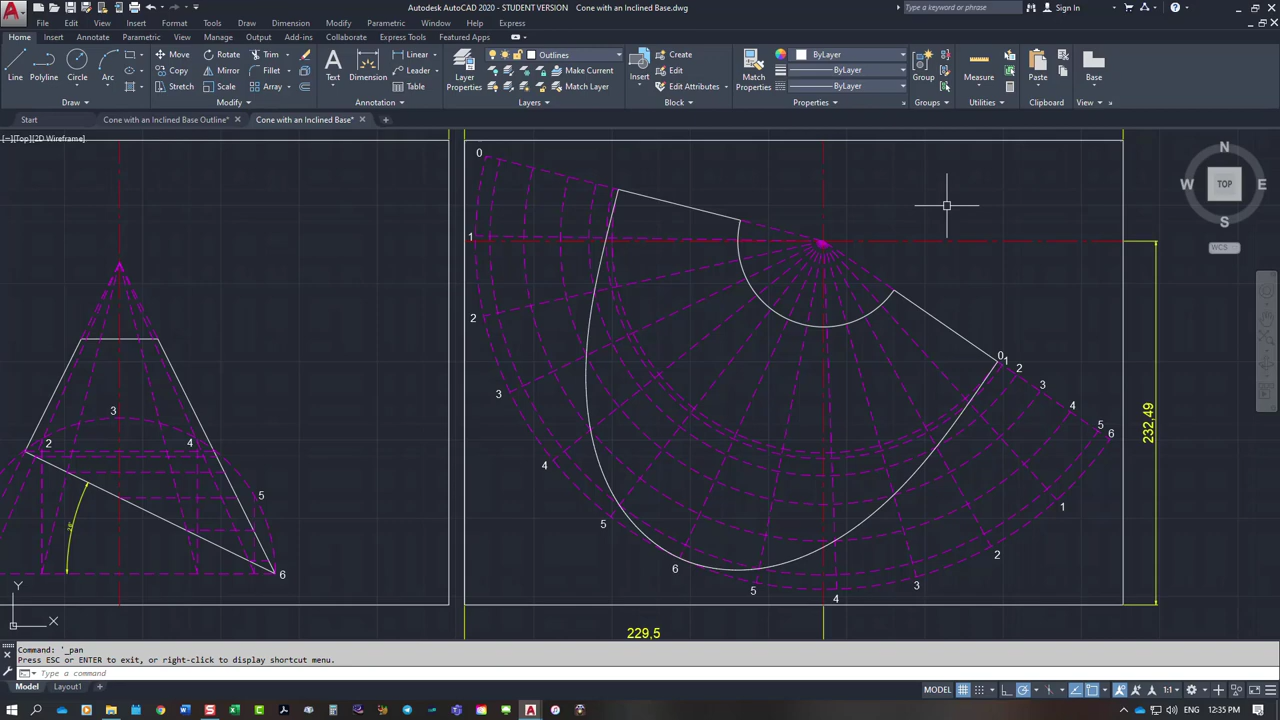 Autodesk AutoCAD 2020 - STUDENT VERSION    Cone with an Inclined Base.dwg
Type a keyword or phrase
Sign In
File Edit View Insert Format Tools Draw Dimension Modify Parametric Window Help Express
Home Insert Annotate Parametric View Manage Output Add-ins Collaborate Express Tools Featured Apps
Line
Polyline
Circle
Arc
Draw
Move
Copy
Stretch
Rotate
Mirror
Scale
Trim
Fillet
Array
Modify
Text
Dimension
Linear
Leader
Table
Annotation
Layer
Properties
Outlines
Make Current
Match Layer
Layers
Insert
Create
Edit
Edit Attributes
Block
Match
Properties
ByLayer
ByLayer
ByLayer
Properties
Group
Groups
Measure
Utilities
Paste
Clipboard
Base
View
Start
Cone with an Inclined Base Outline*
Cone with an Inclined Base*
[−][Top][2D Wireframe]
N
W TOP E
S
WCS
0
1
2
3
4
5
6
5
4
3
2
1
0
1
2
3
4
5
6
232,49
229,5
3
2
4
5
6
Y
X
Command: '_pan
Press ESC or ENTER to exit, or right-click to display shortcut menu.
Type a command
Model Layout1
MODEL
1:1
12:35 PM